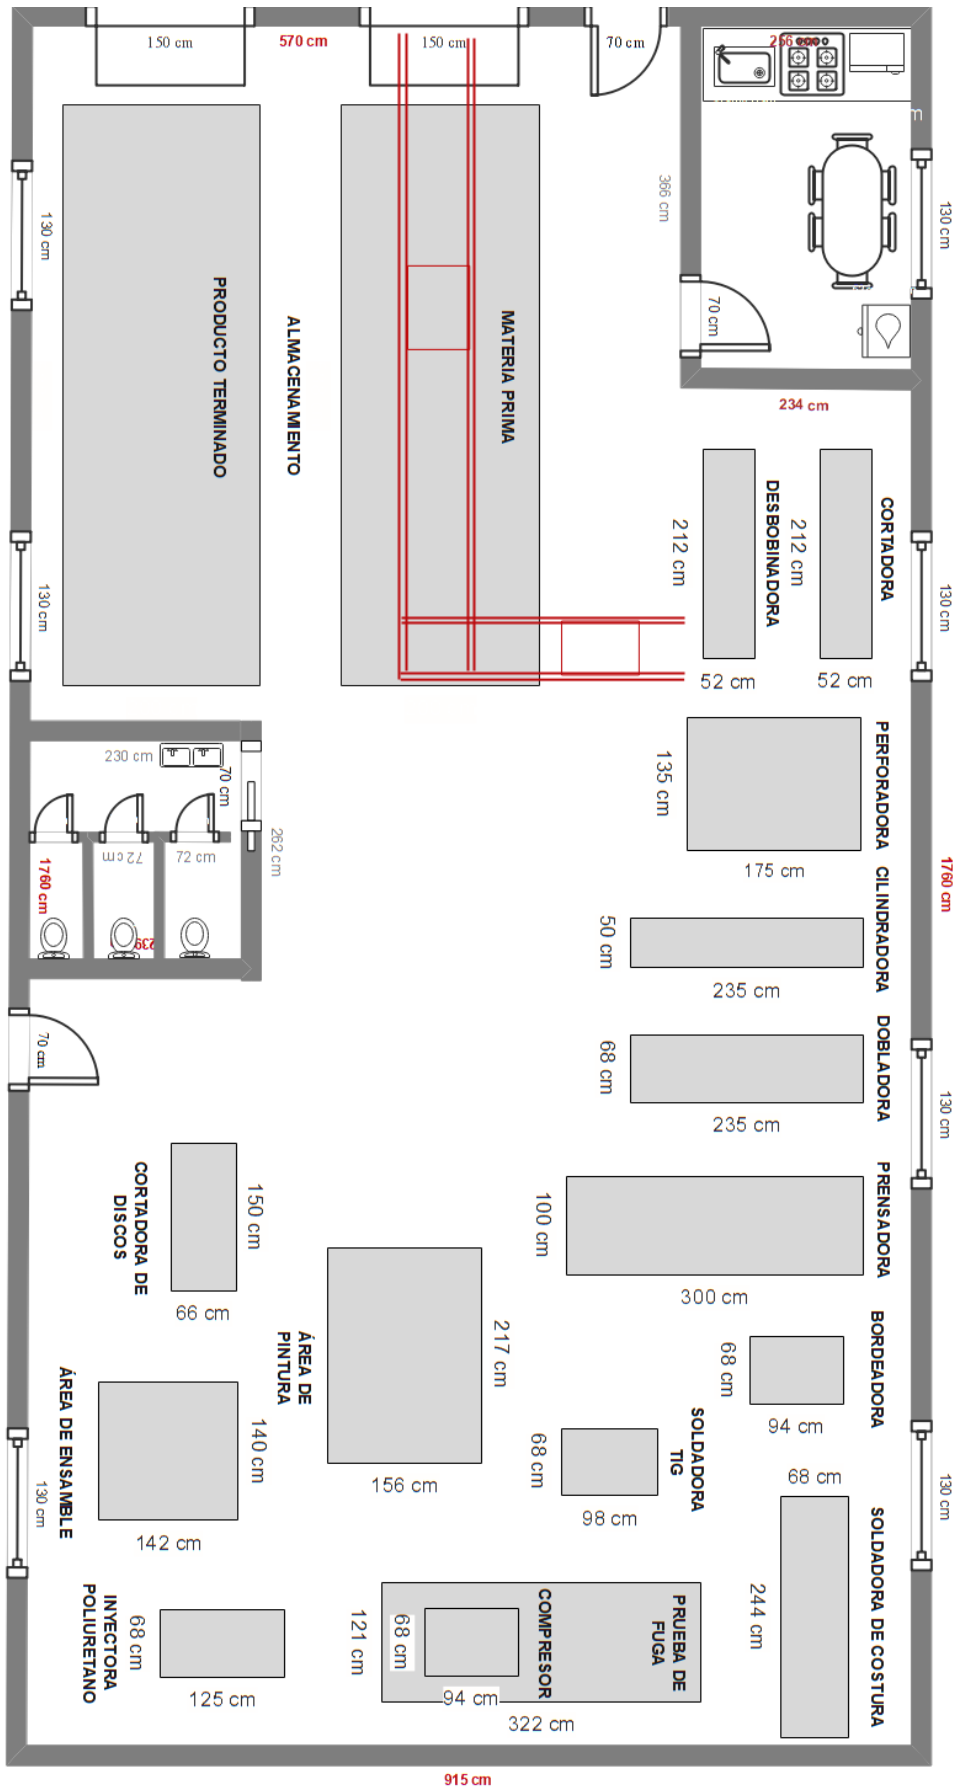 150 cm
570 cm
150 cm
70 cm
256 cm
cm
130 cm
366 cm
130 cm
70 cm
234 cm
PRODUCTO TERMINADO
ALMACENAMIENTO
MATERIA PRIMA
212 cm
DESBOBINADORA
212 cm
CORTADORA
130 cm
130 cm
52 cm
52 cm
230 cm
70 cm
262 cm
72 cm
72 cm
1760 cm
239
135 cm
PERFORADORA
175 cm
1760 cm
50 cm
CILINDRADORA
235 cm
70 cm
68 cm
DOBLADORA
235 cm
130 cm
CORTADORA DE
DISCOS
150 cm
66 cm
100 cm
PRENSADORA
300 cm
ÁREA DE
PINTURA
217 cm
156 cm
68 cm
BORDEADORA
94 cm
ÁREA DE ENSAMBLE
140 cm
142 cm
130 cm
68 cm
SOLDADORA
TIG
98 cm
68 cm
130 cm
244 cm
SOLDADORA DE COSTURA
INYECTORA
POLIURETANO
68 cm
125 cm
121 cm
68 cm
COMPRESOR
94 cm
PRUEBA DE
FUGA
322 cm
915 cm